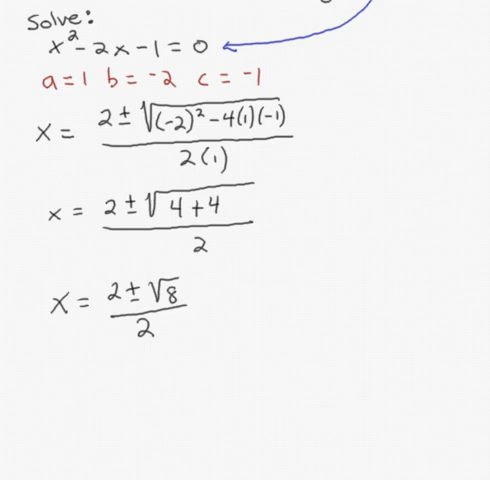 Solve:
x² - 2x - 1 = 0
a = 1 b = -2 c = -1
x = (2 ± √((-2)² - 4(1)(-1))) / 2(1)
x = (2 ± √(4 + 4)) / 2
x = (2 ± √8) / 2